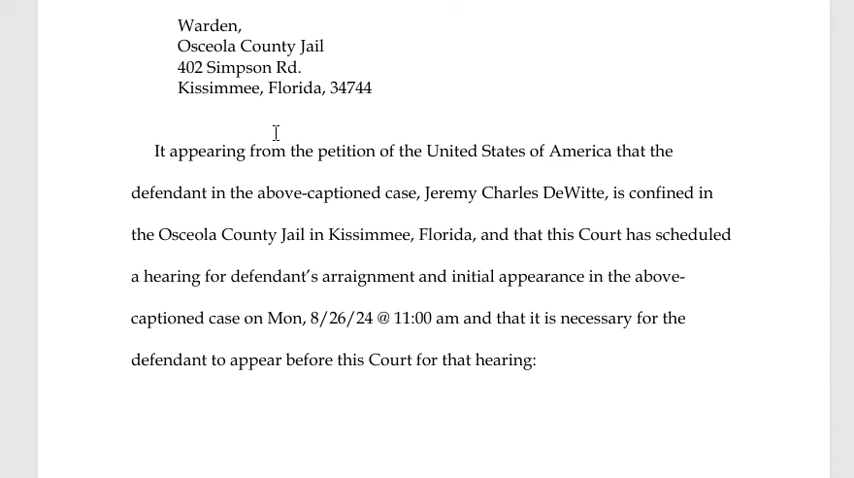 Warden,
Osceola County Jail
402 Simpson Rd.
Kissimmee, Florida, 34744
It appearing from the petition of the United States of America that the
defendant in the above-captioned case, Jeremy Charles DeWitte, is confined in
the Osceola County Jail in Kissimmee, Florida, and that this Court has scheduled
a hearing for defendant’s arraignment and initial appearance in the above-
captioned case on Mon, 8/26/24 @ 11:00 am and that it is necessary for the
defendant to appear before this Court for that hearing: